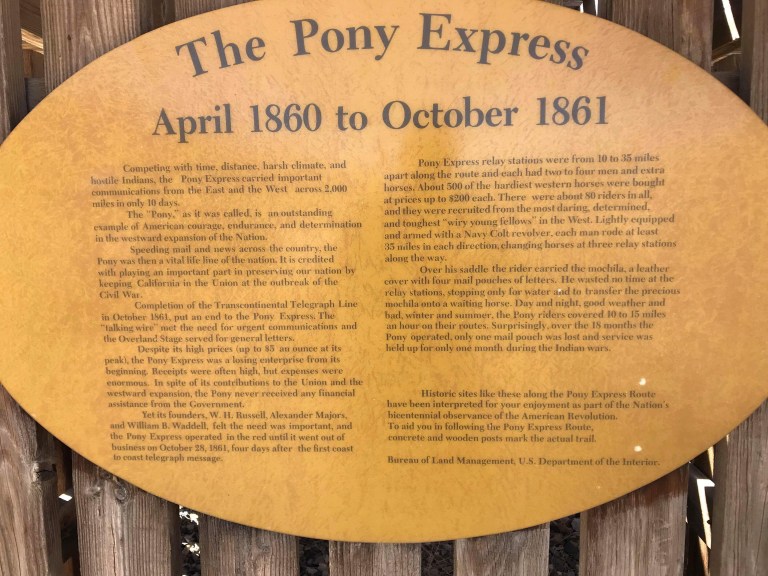 The Pony Express
April 1860 to October 1861
Competing with time, distance, harsh climate, and
hostile Indians, the Pony Express carried important
communications from the East and the West across 2,000
miles in only 10 days.
The "Pony," as it was called, is an outstanding
example of American courage, endurance, and determination
in the westward expansion of the Nation.
Speeding mail and news across the country, the
Pony was then a vital life line of the nation. It is credited
with playing an important part in preserving our nation by
keeping California in the Union at the outbreak of the
Civil War.
Completion of the Transcontinental Telegraph Line
in October 1861, put an end to the Pony Express. The
"talking wire" met the need for urgent communications and
the Overland Stage served for general letters.
Despite its high prices (up to $5 an ounce at its
peak), the Pony Express was a losing enterprise from its
beginning. Receipts were often high, but expenses were
enormous. In spite of its contributions to the Union and the
westward expansion, the Pony never received any financial
assistance from the Government.
Yet its founders, W. H. Russell, Alexander Majors,
and William B. Waddell, felt the need was important, and
the Pony Express operated in the red until it went out of
business on October 28, 1861, four days after the first coast
to coast telegraph message.
Pony Express relay stations were from 10 to 35 miles
apart along the route and each had two to four men and extra
horses. About 500 of the hardiest western horses were bought
at prices up to $200 each. There were about 80 riders in all,
and they were recruited from the most daring, determined,
and toughest "wiry young fellows" in the West. Lightly equipped
and armed with a Navy Colt revolver, each man rode at least
35 miles in each direction, changing horses at three relay stations
along the way.
Over his saddle the rider carried the mochila, a leather
cover with four mail pouches of letters. He wasted no time at the
relay stations, stopping only for water and to transfer the precious
mochila onto a waiting horse. Day and night, good weather and
bad, winter and summer, the Pony riders covered 10 to 15 miles
an hour on their routes. Surprisingly, over the 18 months the
Pony operated, only one mail pouch was lost and service was
held up for only one month during the Indian wars.
Historic sites like these along the Pony Express Route
have been interpreted for your enjoyment as part of the Nation's
bicentennial observance of the American Revolution.
To aid you in following the Pony Express Route,
concrete and wooden posts mark the actual trail.
Bureau of Land Management, U.S. Department of the Interior.